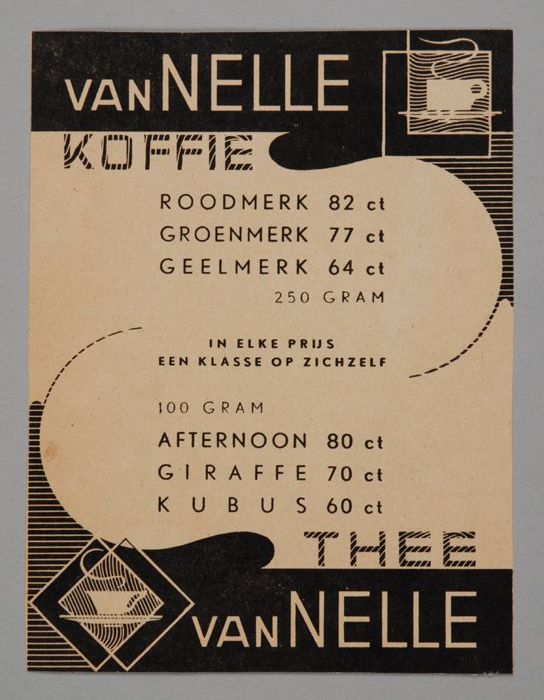 VAN NELLE
KOFFIE
ROODMERK 82 ct
GROENMERK 77 ct
GEELMERK 64 ct
250 GRAM
IN ELKE PRIJS
EEN KLASSE OP ZICHZELF
100 GRAM
AFTERNOON 80 ct
GIRAFFE 70 ct
KUBUS 60 ct
THEE
VAN NELLE